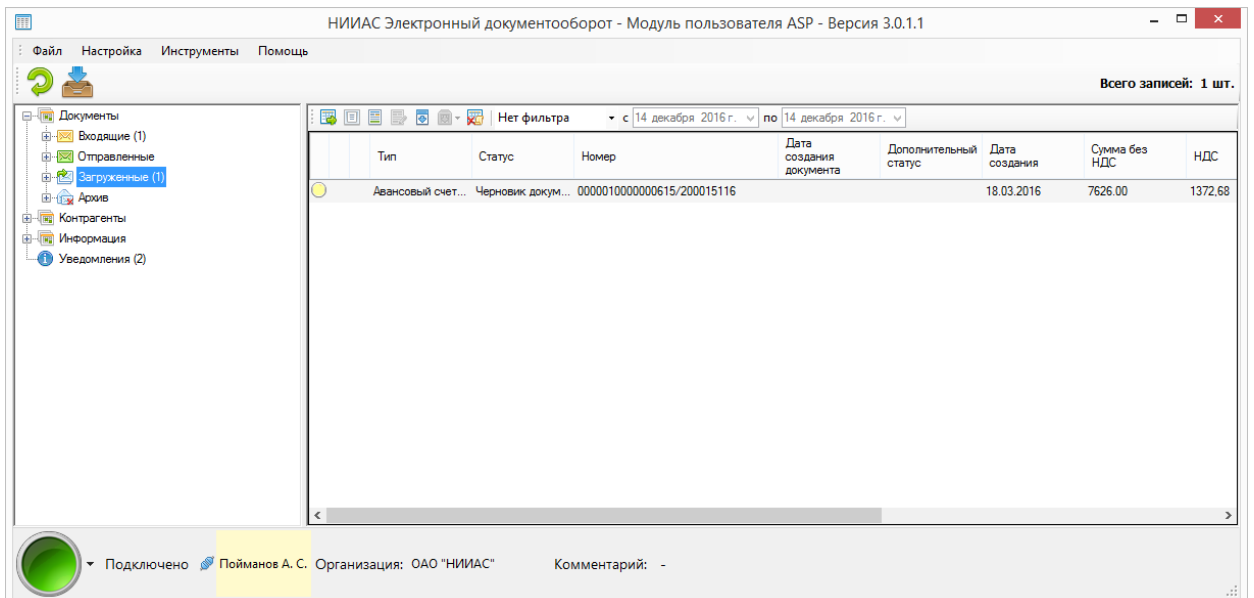 НИИАС Электронный документооборот - Модуль пользователя ASP - Версия 3.0.1.1
Файл Настройка Инструменты Помощь
Всего записей: 1 шт.
Документы
Входящие (1)
Отправленные
Загруженные (1)
Архив
Контрагенты
Информация
Уведомления (2)
Нет фильтра с 14 декабря 2016 г. по 14 декабря 2016 г.
Тип Статус Номер Дата создания документа Дополнительный статус Дата создания Сумма без НДС НДС
Авансовый счет... Черновик докум... 0000010000000615/200015116 18.03.2016 7626.00 1372,68
Подключено Пойманов А. С. Организация: ОАО "НИИАС" Комментарий: -